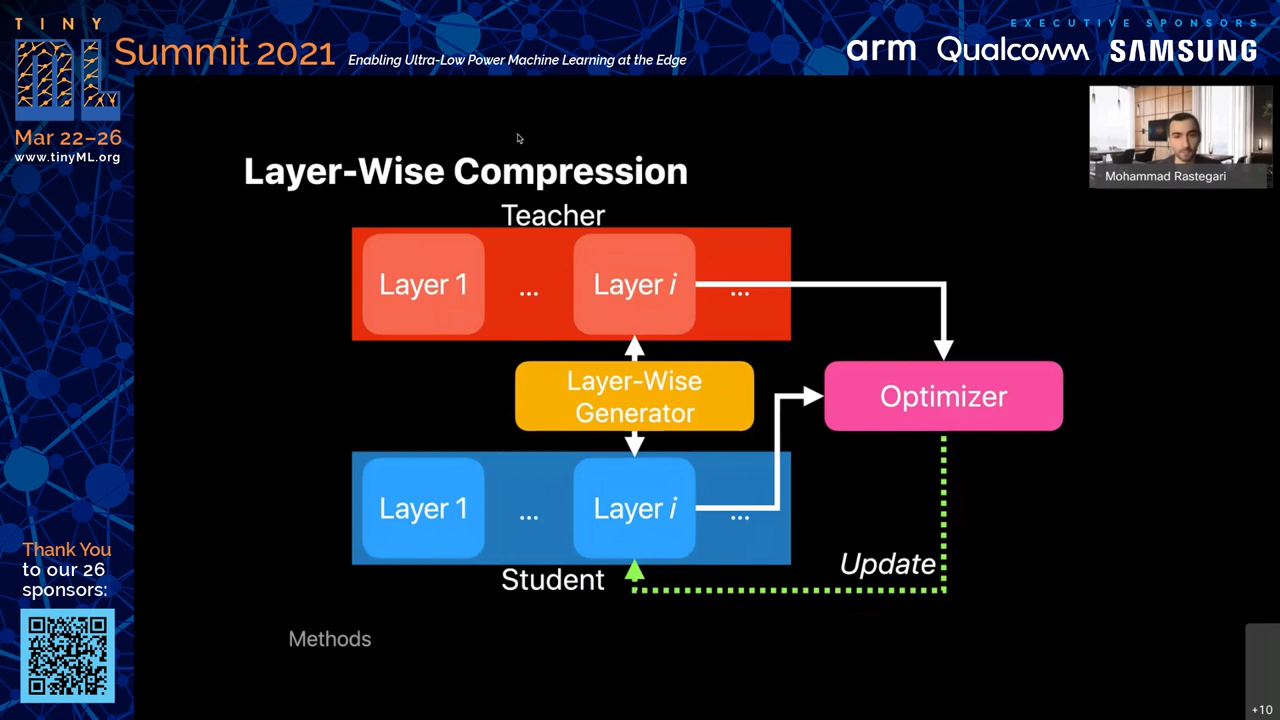 TINY
ML
Summit 2021
Enabling Ultra-Low Power Machine Learning at the Edge
EXECUTIVE SPONSORS
arm
Qualcomm
SAMSUNG
Mar 22–26
www.tinyML.org
Mohammad Rastegari
Layer-Wise Compression
Teacher
Layer 1
...
Layer i
...
Layer-Wise
Generator
Optimizer
Layer 1
...
Layer i
...
Student
Update
Methods
Thank You
to our 26
sponsors:
+10